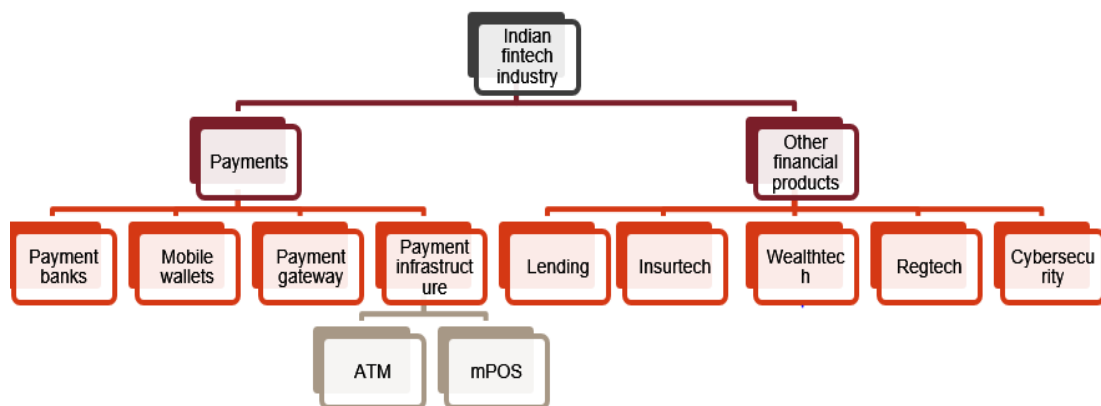 Indian
fintech
industry
Payments
Other
financial
products
Payment
banks
Mobile
wallets
Payment
gateway
Payment
infrastruct
ure
Lending
Insurtech
Wealthtec
h
Regtech
Cybersecu
rity
ATM
mPOS